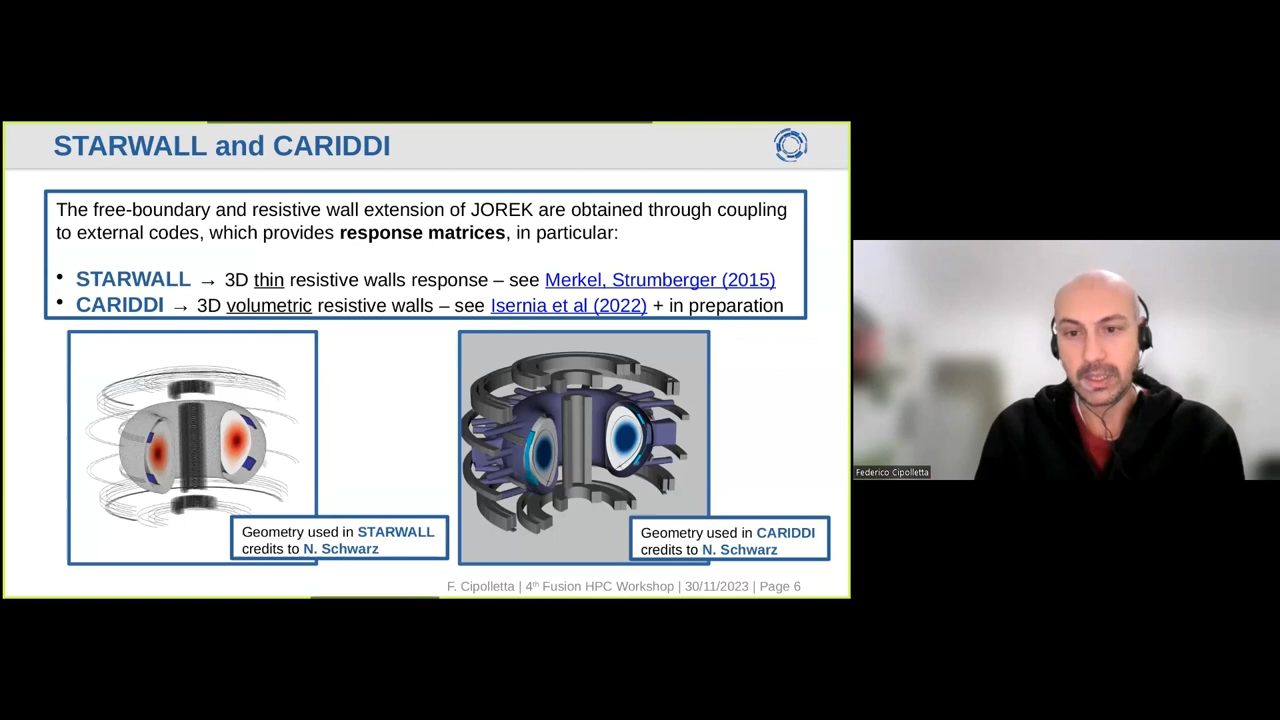 STARWALL and CARIDDI
The free-boundary and resistive wall extension of JOREK are obtained through coupling
to external codes, which provides response matrices, in particular:
• STARWALL → 3D thin resistive walls response – see Merkel, Strumberger (2015)
• CARIDDI → 3D volumetric resistive walls – see Isernia et al (2022) + in preparation
Geometry used in STARWALL
credits to N. Schwarz
Geometry used in CARIDDI
credits to N. Schwarz
F. Cipolletta | 4th Fusion HPC Workshop | 30/11/2023 | Page 6
Federico Cipolletta